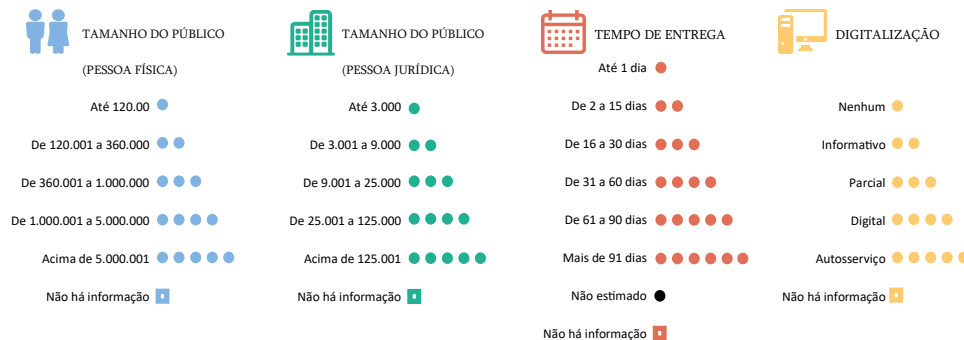 TAMANHO DO PÚBLICO
(PESSOA FÍSICA)
Até 120.00
De 120.001 a 360.000
De 360.001 a 1.000.000
De 1.000.001 a 5.000.000
Acima de 5.000.001
Não há informação
TAMANHO DO PÚBLICO
(PESSOA JURÍDICA)
Até 3.000
De 3.001 a 9.000
De 9.001 a 25.000
De 25.001 a 125.000
Acima de 125.001
Não há informação
TEMPO DE ENTREGA
Até 1 dia
De 2 a 15 dias
De 16 a 30 dias
De 31 a 60 dias
De 61 a 90 dias
Mais de 91 dias
Não estimado
Não há informação
DIGITALIZAÇÃO
Nenhum
Informativo
Parcial
Digital
Autosserviço
Não há informação